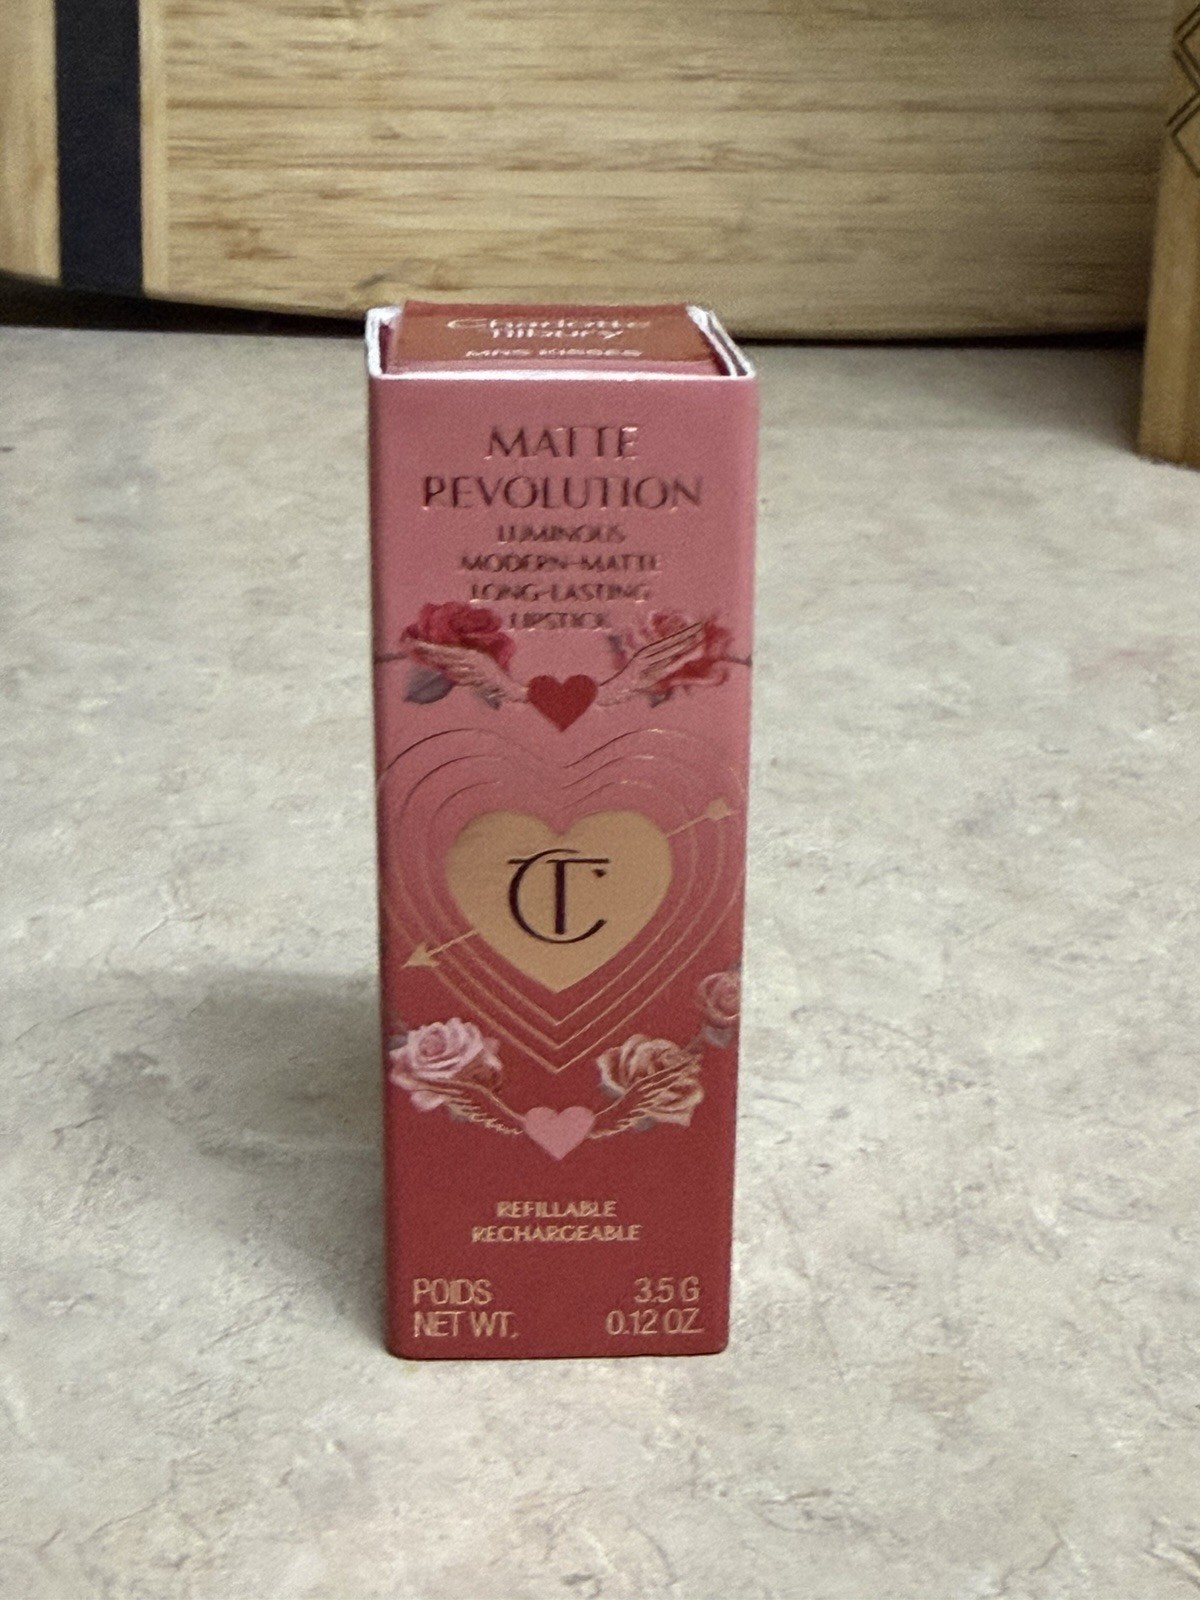 Charlotte
Tilbury
MRS KISSES
MATTE
REVOLUTION
LUMINOUS
MODERN-MATTE
LONG-LASTING
LIPSTICK
CT
REFILLABLE
RECHARGEABLE
POIDS 3.5 G
NET WT. 0.12 OZ.